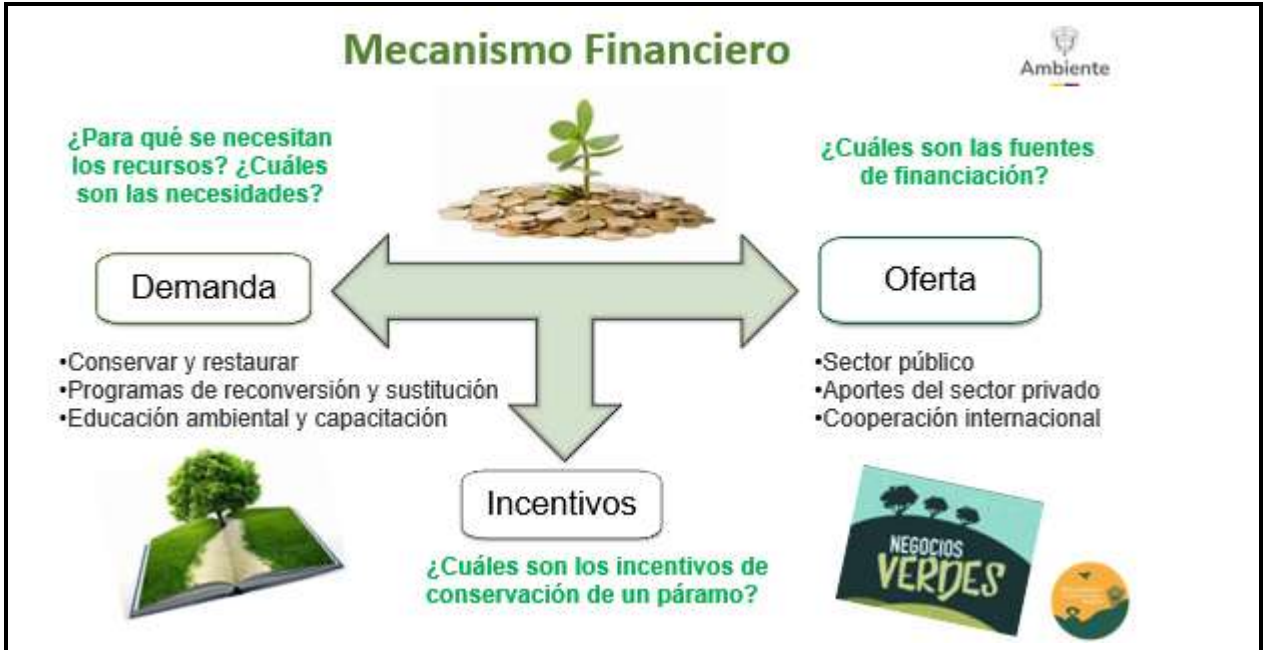 Mecanismo Financiero
Ambiente
¿Para qué se necesitan
los recursos? ¿Cuáles
son las necesidades?
¿Cuáles son las fuentes
de financiación?
Demanda
Oferta
•Conservar y restaurar
•Programas de reconversión y sustitución
•Educación ambiental y capacitación
•Sector público
•Aportes del sector privado
•Cooperación internacional
Incentivos
¿Cuáles son los incentivos de
conservación de un páramo?
NEGOCIOS
VERDES